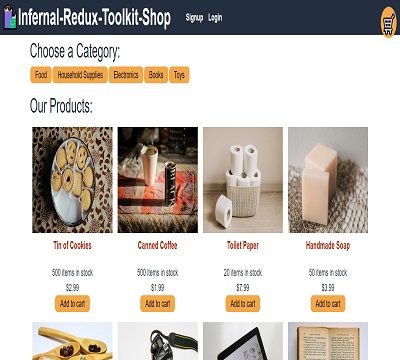 Infernal-Redux-Toolkit-Shop Signup Login
Choose a Category:
Food Household Supplies Electronics Books Toys
Our Products:
Tin of Cookies Canned Coffee Toilet Paper Handmade Soap
500 items in stock 500 items in stock 20 items in stock 50 items in stock
$2.99 $1.99 $7.99 $3.99
Add to cart Add to cart Add to cart Add to cart